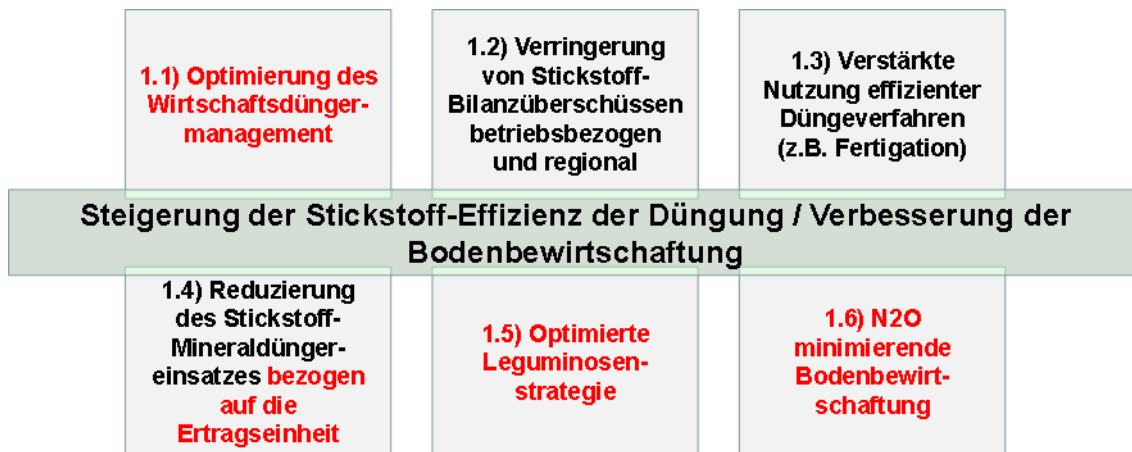 1.1) Optimierung des
Wirtschaftsdünger-
management
1.2) Verringerung
von Stickstoff-
Bilanzüberschüssen
betriebsbezogen
und regional
1.3) Verstärkte
Nutzung effizienter
Düngeverfahren
(z.B. Fertigation)
Steigerung der Stickstoff-Effizienz der Düngung / Verbesserung der
Bodenbewirtschaftung
1.4) Reduzierung
des Stickstoff-
Mineraldünger-
einsatzes bezogen
auf die
Ertragseinheit
1.5) Optimierte
Leguminosen-
strategie
1.6) N2O
minimierende
Bodenbewirt-
schaftung